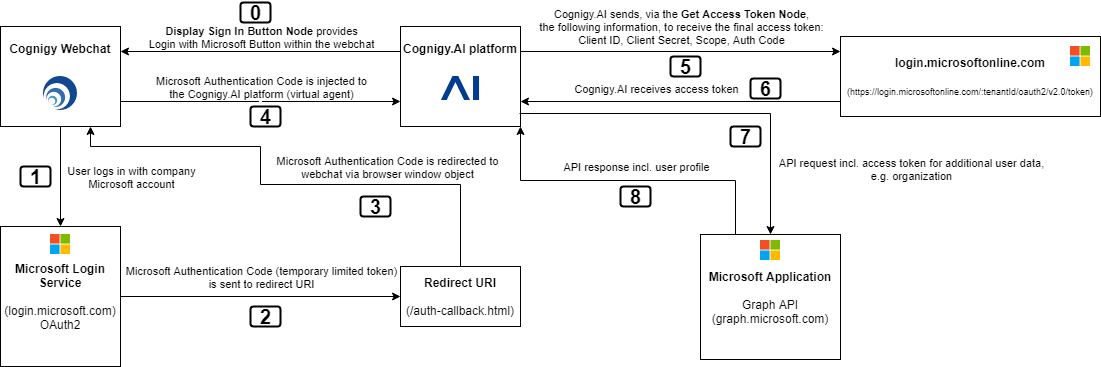 0
Display Sign In Button Node provides
Login with Microsoft Button within the webchat
Cognigy.AI sends, via the Get Access Token Node,
the following information, to receive the final access token:
Client ID, Client Secret, Scope, Auth Code
Cognigy Webchat
Cognigy.AI platform
5
login.microsoftonline.com
(https://login.microsoftonline.com/:tenantId/oauth2/v2.0/token)
Microsoft Authentication Code is injected to
the Cognigy.AI platform (virtual agent)
4
AI
Cognigy.AI receives access token
6
7
1
User logs in with company
Microsoft account
Microsoft Authentication Code is redirected to
webchat via browser window object
3
API response incl. user profile
8
API request incl. access token for additional user data,
e.g. organization
Microsoft Login
Service
(login.microsoft.com)
OAuth2
Microsoft Authentication Code (temporary limited token)
is sent to redirect URI
2
Redirect URI
(/auth-callback.html)
Microsoft Application
Graph API
(graph.microsoft.com)